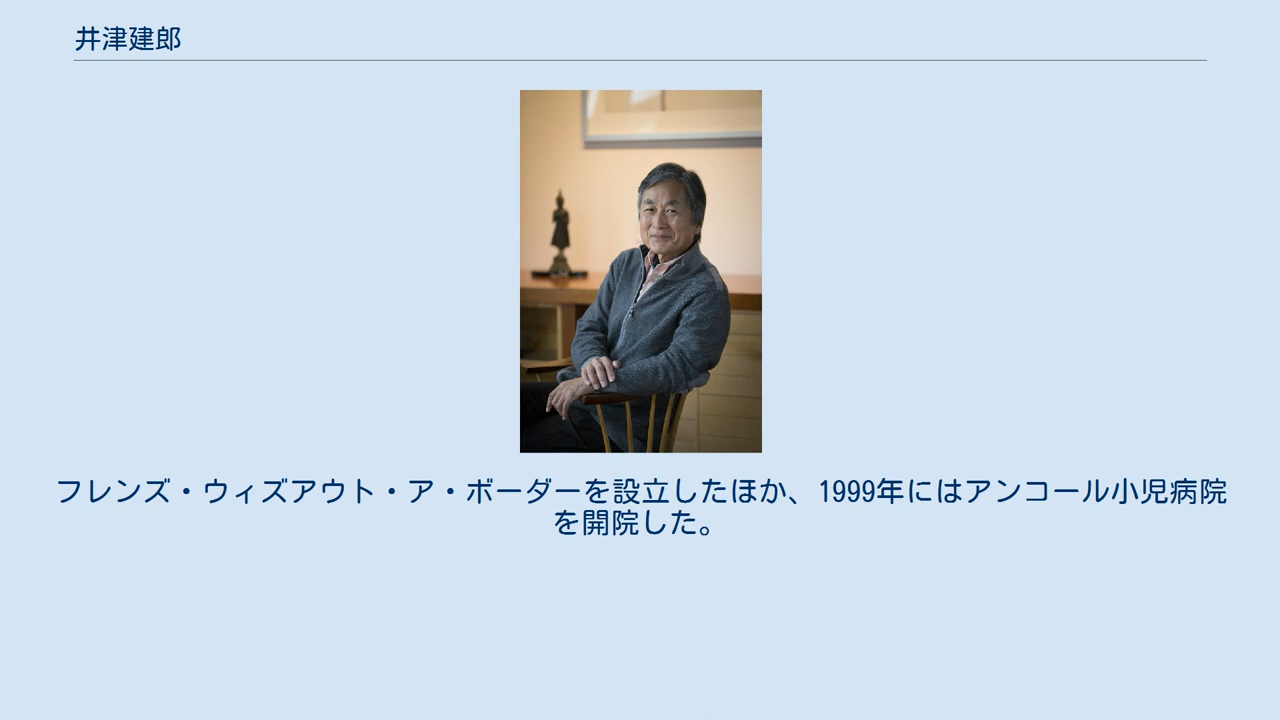 井津建郎
フレンズ・ウィズアウト・ア・ボーダーを設立したほか、1999年にはアンコール小児病院
を開院した。